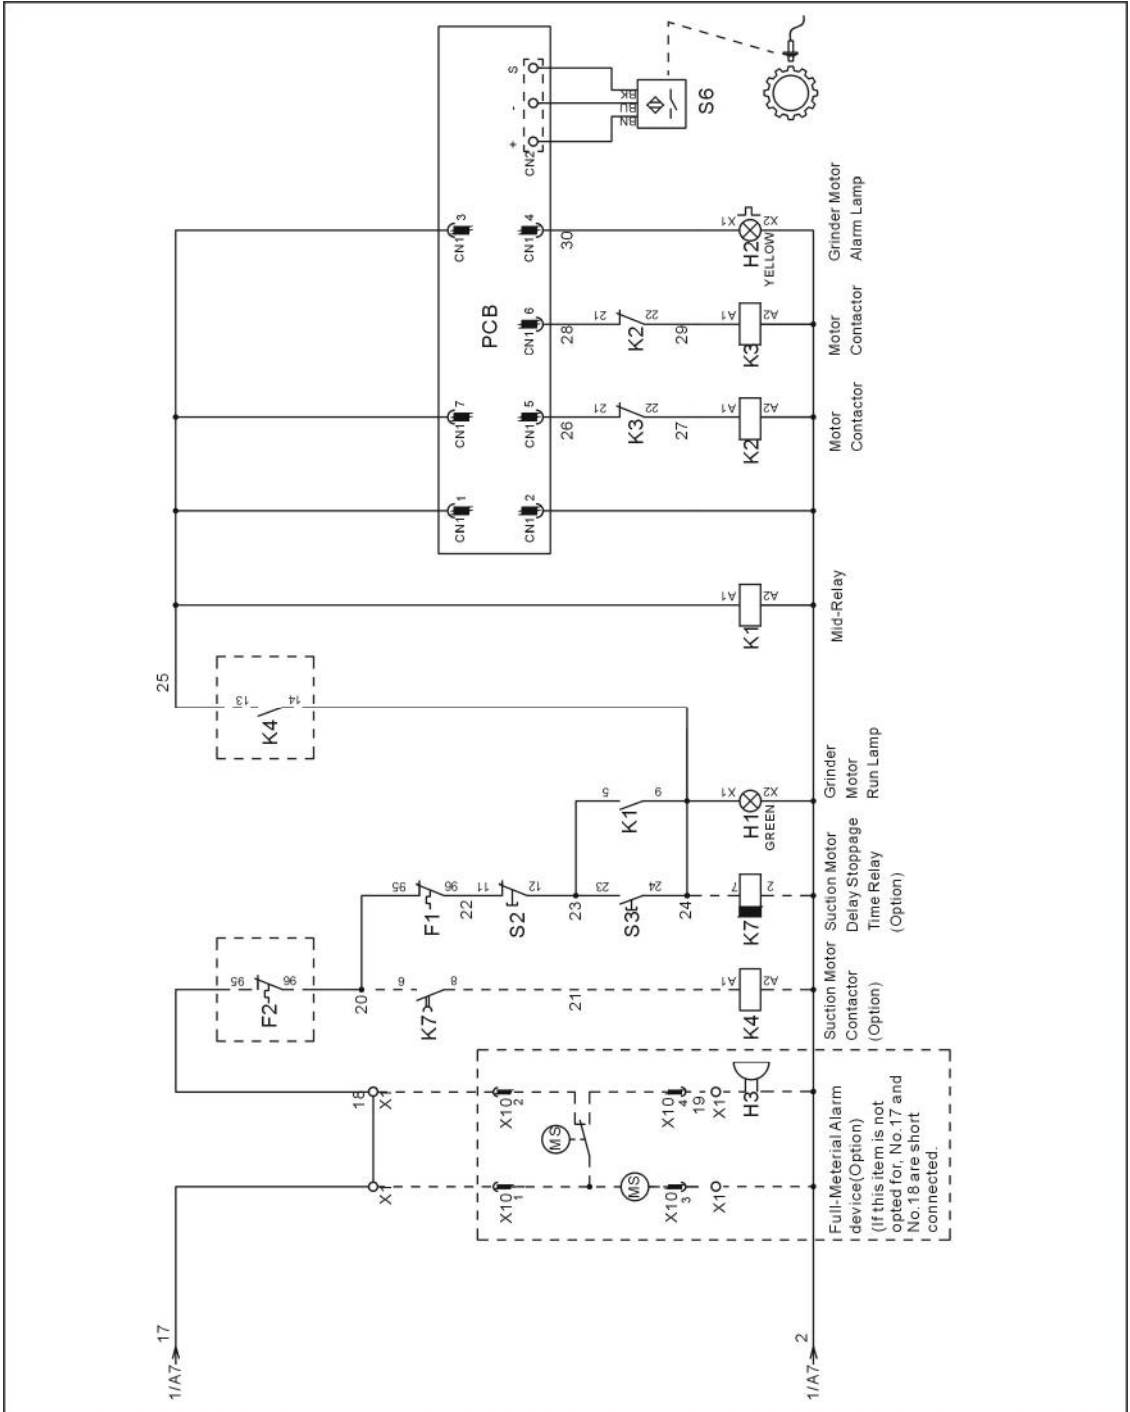 1/A7
17
1/A7
2
X1
18
X1
X10
1
X10
2
MS
MS
X10
3
X10
4
19
X1
X1
H3
Full-Meterial Alarm
device(Option)
(If this item is not
opted for, No.17 and
No.18 are short
connected.
95
96
F2
20
6
8
K7
21
A1
A2
K4
Suction Motor
Contactor
(Option)
95
96
F1
22
11
12
S2
23
23
24
S3
24
7
2
K7
Suction Motor
Delay Stoppage
Time Relay
(Option)
5
9
K1
X1
X2
H1
GREEN
Grinder
Motor
Run Lamp
25
13
14
K4
A1
A2
K1
Mid-Relay
PCB
CN1
1
CN1
2
CN1
7
CN1
5
26
21
22
K3
27
A1
A2
K2
Motor
Contactor
CN1
6
28
21
22
K2
29
A1
A2
K3
Motor
Contactor
CN1
3
CN1
4
30
X1
X2
H2
YELLOW
Grinder Motor
Alarm Lamp
CN2
+
-
S
BN
BU
BK
S6